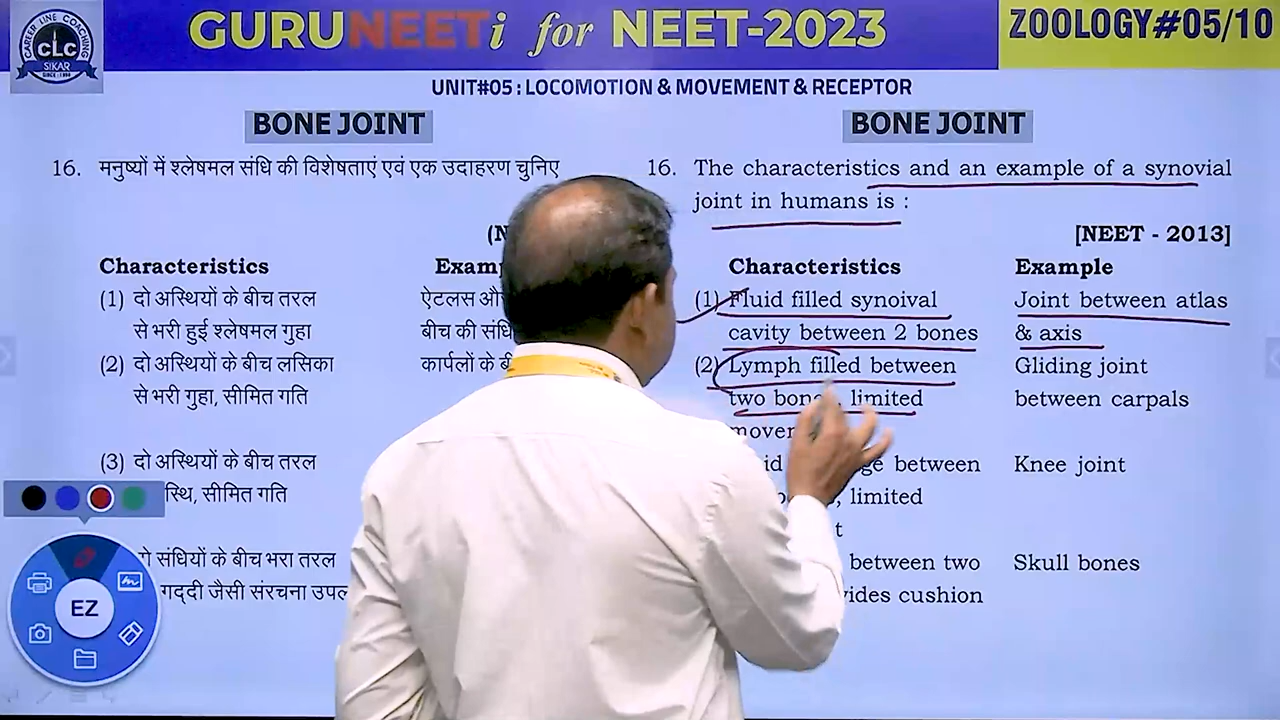 CAREER LINE COACHING
CLC
SIKAR
SINCE - 1996
GURUNEETi for NEET-2023
ZOOLOGY#05/10
UNIT#05 : LOCOMOTION & MOVEMENT & RECEPTOR
BONE JOINT
16. मनुष्यों में श्लेषमल संधि की विशेषताएं एवं एक उदाहरण चुनिए
Characteristics
(1) दो अस्थियों के बीच तरल ऐटलस
से भरी हुई श्लेषमल गुहा बीच की
(2) दो अस्थियों के बीच लसिका कार्पलों के
से भरी गुहा, सीमित गति
(3) दो अस्थियों के बीच तरल
सीमित गति
संधियों के बीच भरा तरल
गद्दी जैसी संरचना
EZ
BONE JOINT
16. The characteristics and an example of a synovial
joint in humans is :
[NEET - 2013]
Characteristics Example
(1) Fluid filled synoival Joint between atlas
cavity between 2 bones & axis
(2) Lymph filled between Gliding joint
two limited between carpals
between Knee joint
limited
between two Skull bones
cushion